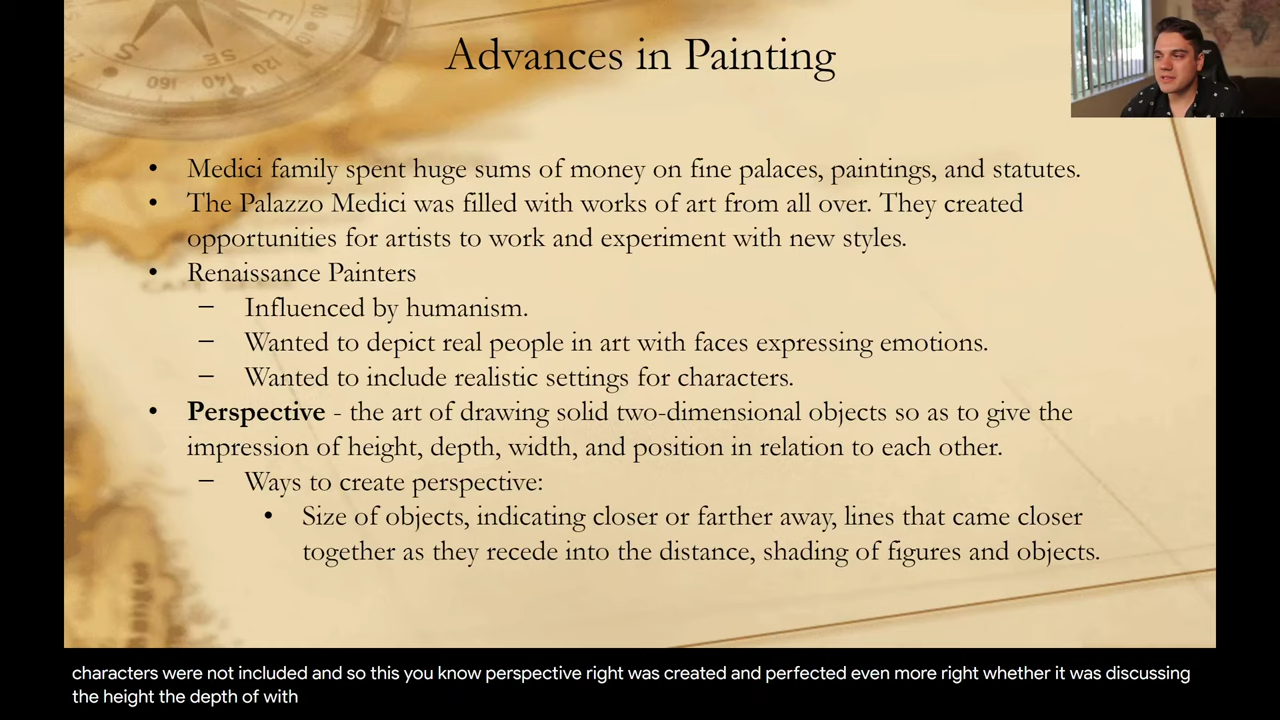 Advances in Painting
• Medici family spent huge sums of money on fine palaces, paintings, and statutes.
• The Palazzo Medici was filled with works of art from all over. They created
opportunities for artists to work and experiment with new styles.
• Renaissance Painters
– Influenced by humanism.
– Wanted to depict real people in art with faces expressing emotions.
– Wanted to include realistic settings for characters.
• Perspective - the art of drawing solid two-dimensional objects so as to give the
impression of height, depth, width, and position in relation to each other.
– Ways to create perspective:
• Size of objects, indicating closer or farther away, lines that came closer
together as they recede into the distance, shading of figures and objects.
characters were not included and so this you know perspective right was created and perfected even more right whether it was discussing
the height the depth of with